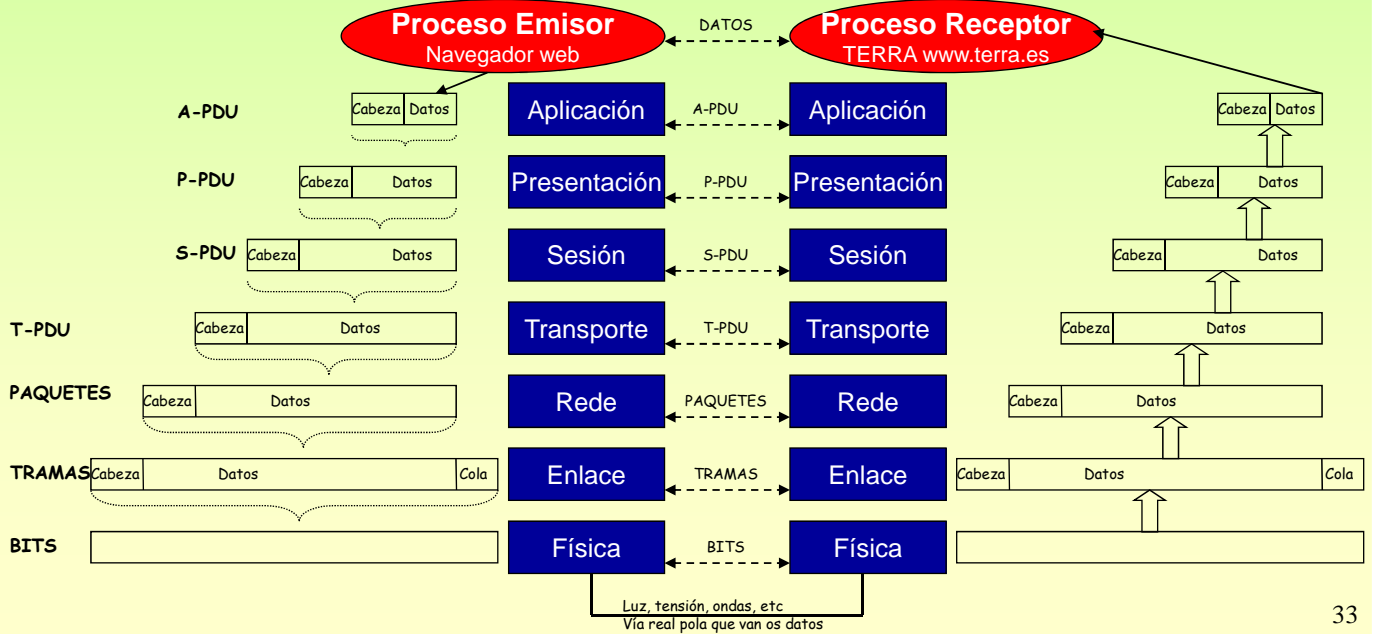 Proceso Emisor DATOS Proceso Receptor
Navegador web TERRA www.terra.es
A-PDU Cabeza Datos Aplicación A-PDU Aplicación Cabeza Datos
P-PDU Cabeza Datos Presentación P-PDU Presentación Cabeza Datos
S-PDU Cabeza Datos Sesión S-PDU Sesión Cabeza Datos
T-PDU Cabeza Datos Transporte T-PDU Transporte Cabeza Datos
PAQUETES Cabeza Datos Rede PAQUETES Rede Cabeza Datos
TRAMAS Cabeza Datos Cola Enlace TRAMAS Enlace Cabeza Datos Cola
BITS Física BITS Física
Luz, tensión, ondas, etc
Vía real pola que van os datos
33